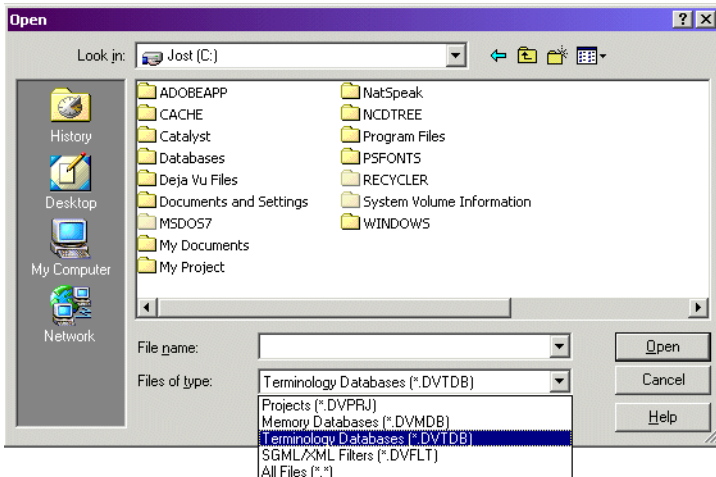 Open
Look in:
Jost (C:)
History
Desktop
My Computer
Network
ADOBEAPP
CACHE
Catalyst
Databases
Deja Vu Files
Documents and Settings
MSDOS7
My Documents
My Project
NatSpeak
NCDTREE
Program Files
PSFONTS
RECYCLER
System Volume Information
WINDOWS
File name:
Open
Files of type:
Terminology Databases (*.DVTDB)
Cancel
Projects (*.DVPRJ)
Memory Databases (*.DVMDB)
Terminology Databases (*.DVTDB)
SGML/XML Filters (*.DVFLT)
All Files (*.*)
Help